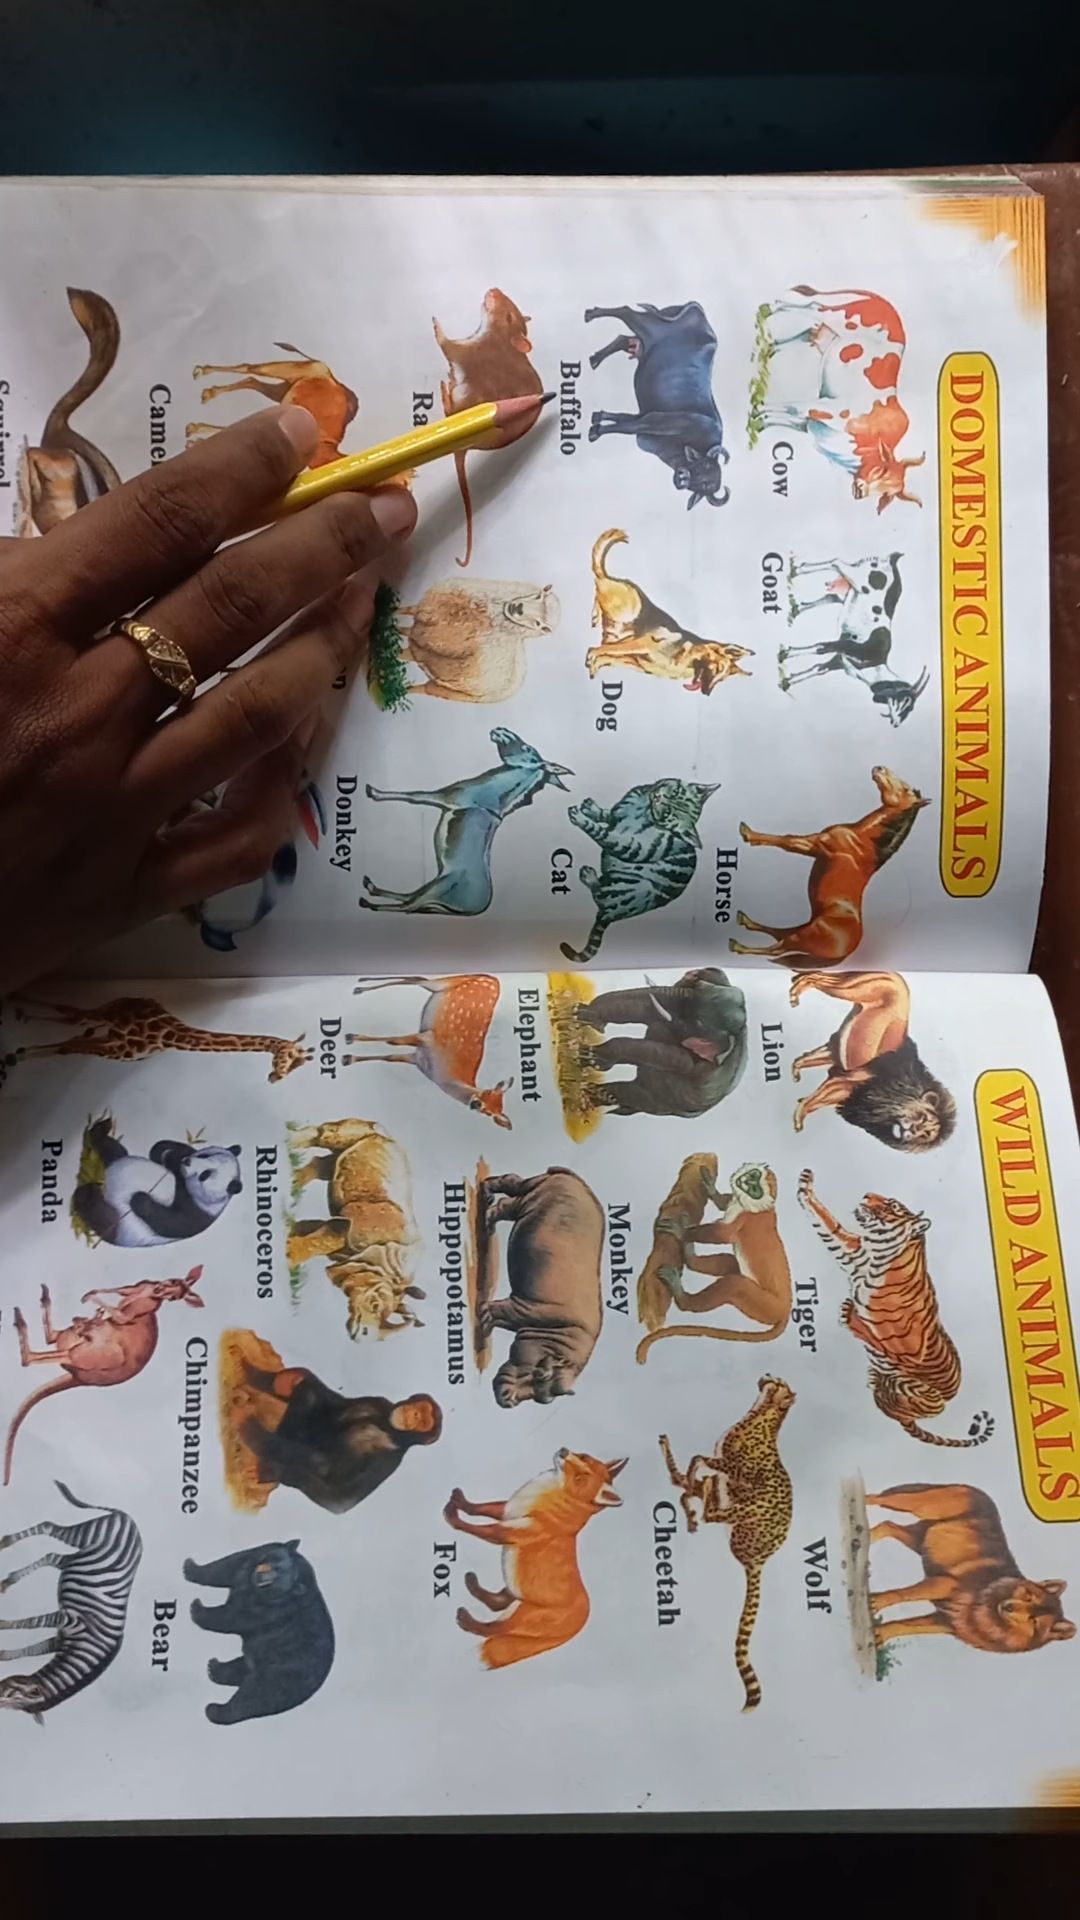 DOMESTIC ANIMALS
Cow
Goat
Horse
Buffalo
Dog
Cat
Donkey
WILD ANIMALS
Lion
Tiger
Wolf
Elephant
Monkey
Cheetah
Deer
Hippopotamus
Fox
Rhinoceros
Chimpanzee
Bear
Panda